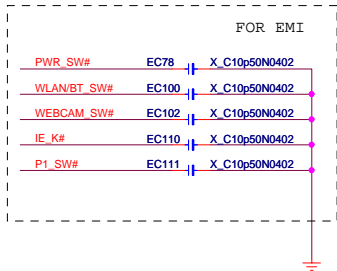 FOR EMI
PWR_SW# EC78 X_C10p50N0402
WLAN/BT_SW# EC100 X_C10p50N0402
WEBCAM_SW# EC102 X_C10p50N0402
IE_K# EC110 X_C10p50N0402
P1_SW# EC111 X_C10p50N0402